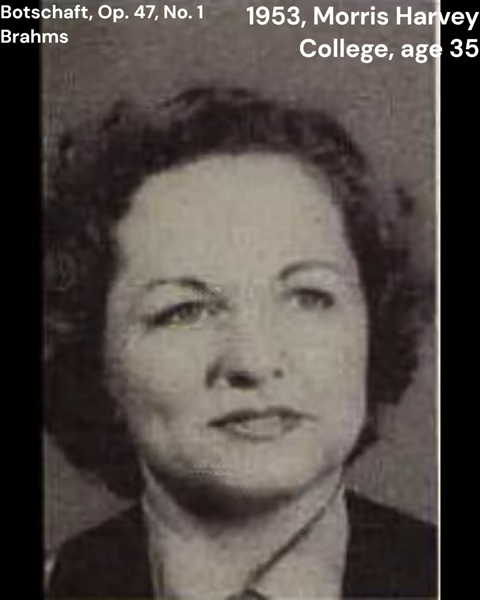 Botschaft, Op. 47, No. 1
Brahms
1953, Morris Harvey
College, age 35